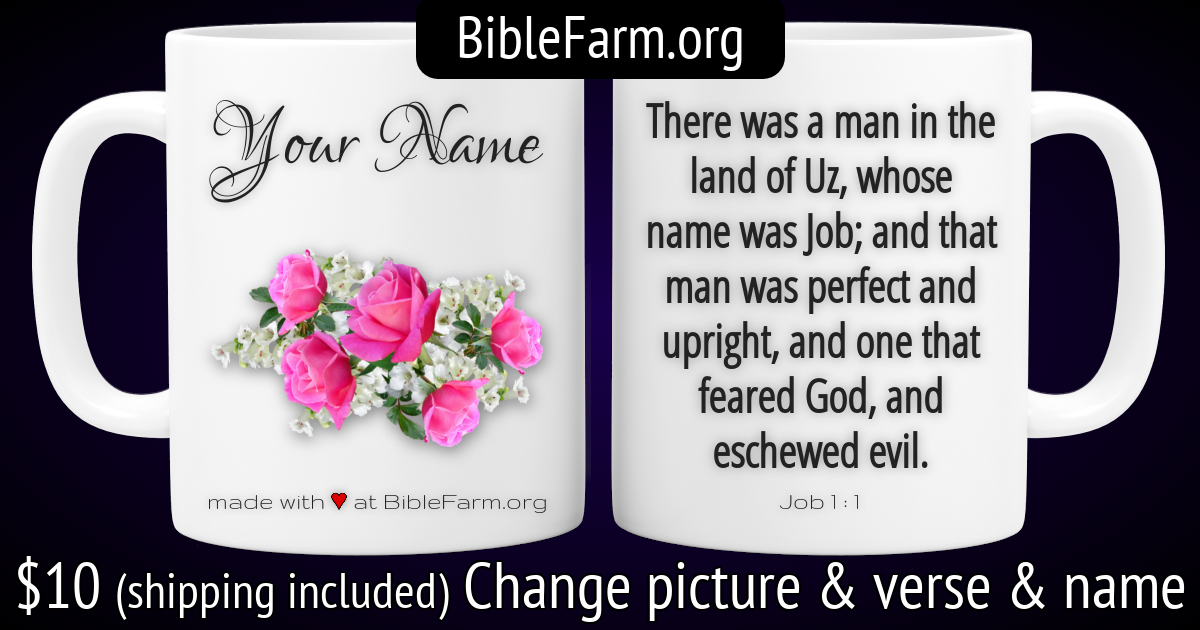 BibleFarm.org
Your Name
made with ♥ at BibleFarm.org
There was a man in the
land of Uz, whose
name was Job; and that
man was perfect and
upright, and one that
feared God, and
eschewed evil.
Job 1:1
$10 (shipping included) Change picture & verse & name